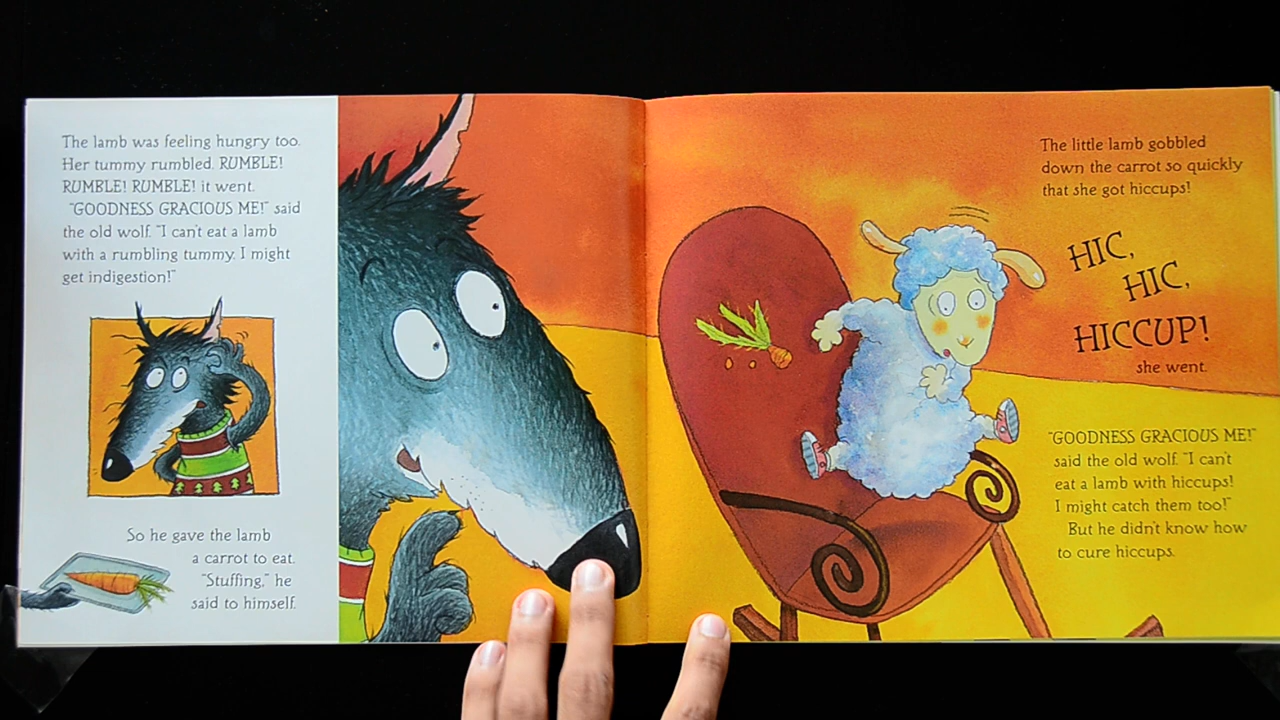 The lamb was feeling hungry too.
Her tummy rumbled. RUMBLE!
RUMBLE! RUMBLE! it went.
"GOODNESS GRACIOUS ME!" said
the old wolf. "I can't eat a lamb
with a rumbling tummy. I might
get indigestion!"
So he gave the lamb
a carrot to eat.
"Stuffing," he
said to himself.
The little lamb gobbled
down the carrot so quickly
that she got hiccups!
HIC,
HIC,
HICCUP!
she went.
"GOODNESS GRACIOUS ME!"
said the old wolf. "I can't
eat a lamb with hiccups!
I might catch them too!"
But he didn't know how
to cure hiccups.